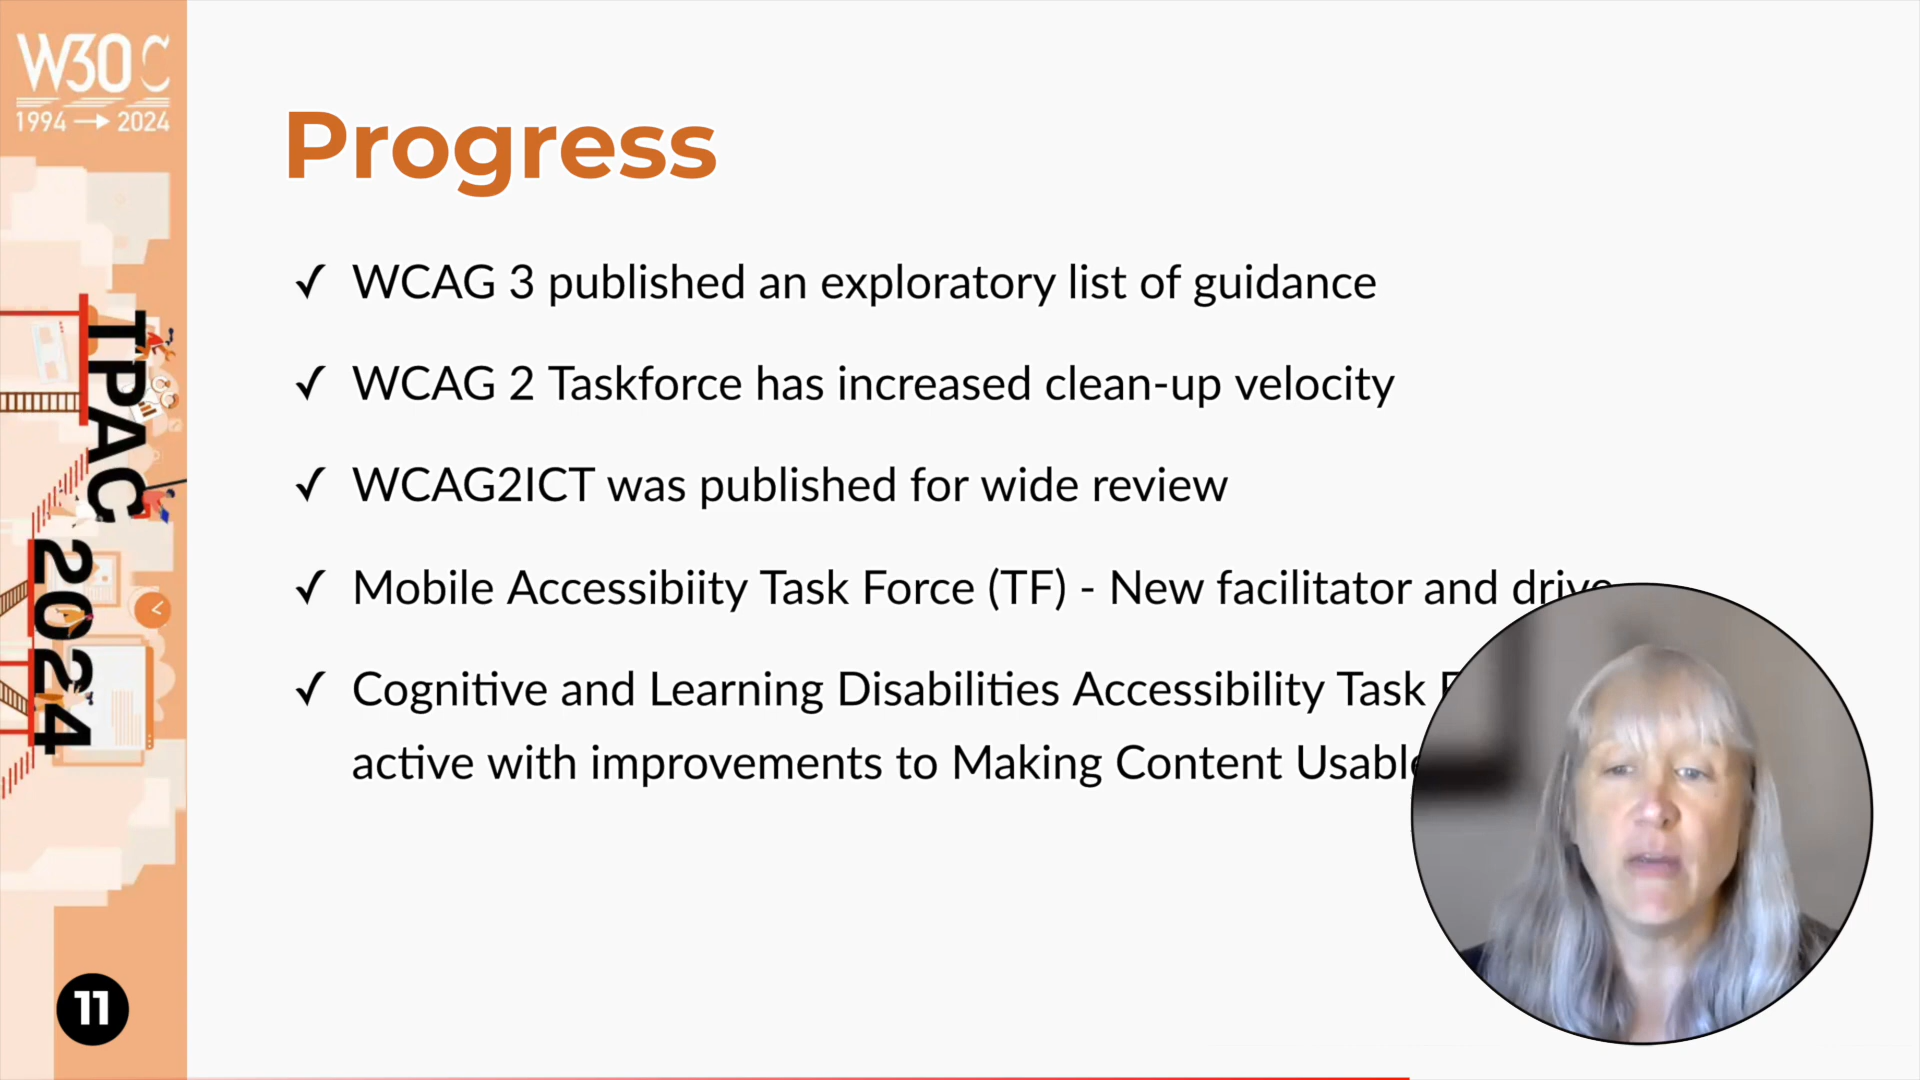 W30 C
1994 → 2024
TPAC 2024
Progress
✓ WCAG 3 published an exploratory list of guidance
✓ WCAG 2 Taskforce has increased clean-up velocity
✓ WCAG2ICT was published for wide review
✓ Mobile Accessibiity Task Force (TF) - New facilitator and drive
✓ Cognitive and Learning Disabilities Accessibility Task
active with improvements to Making Content Usable
11